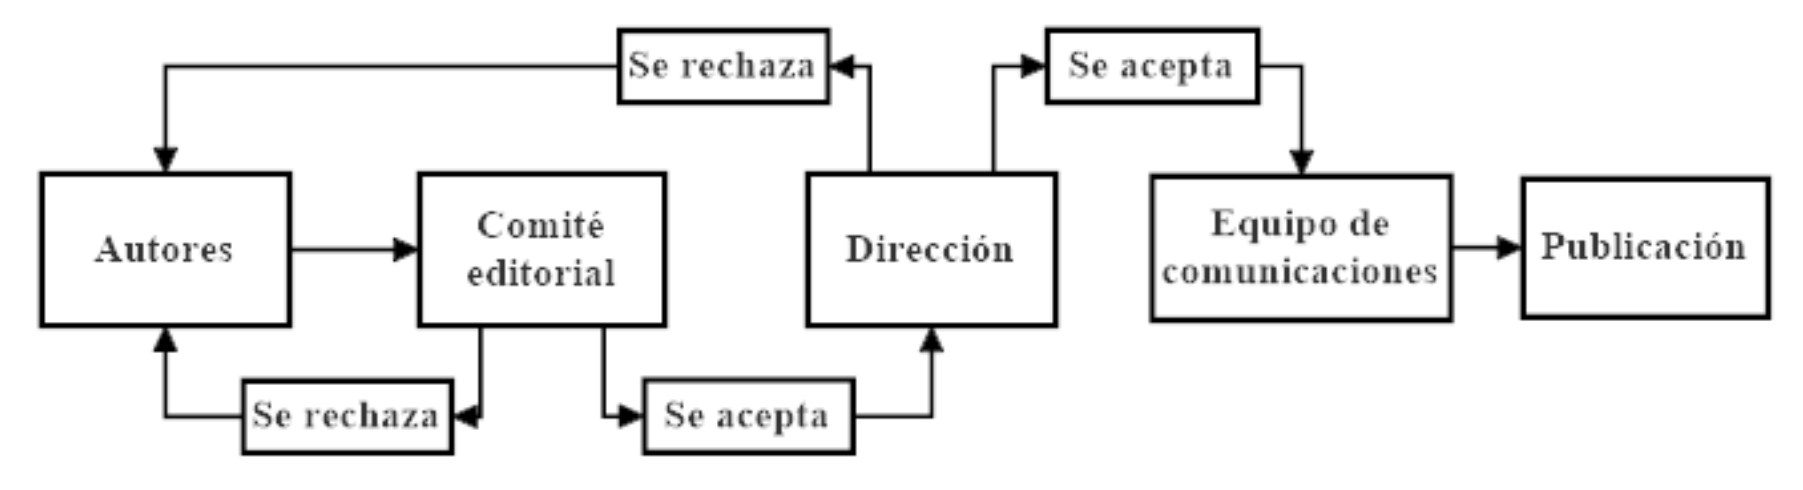 Se rechaza
Se acepta
Autores
Comité
editorial
Dirección
Equipo de
comunicaciones
Publicación
Se rechaza
Se acepta